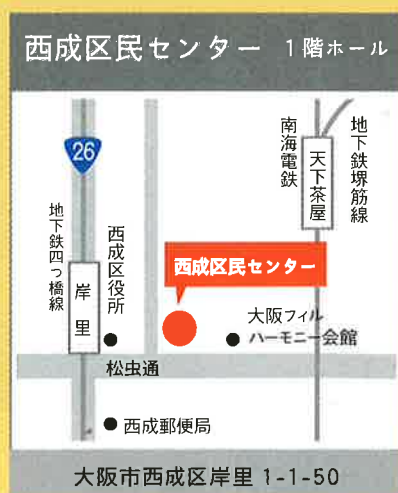 西成区民センター 1階ホール
26
地下鉄四つ橋線
岸里
西成区役所
南海電鉄
天下茶屋
地下鉄堺筋線
西成区民センター
大阪フィル
ハーモニー会館
松虫通
西成郵便局
大阪市西成区岸里1-1-50